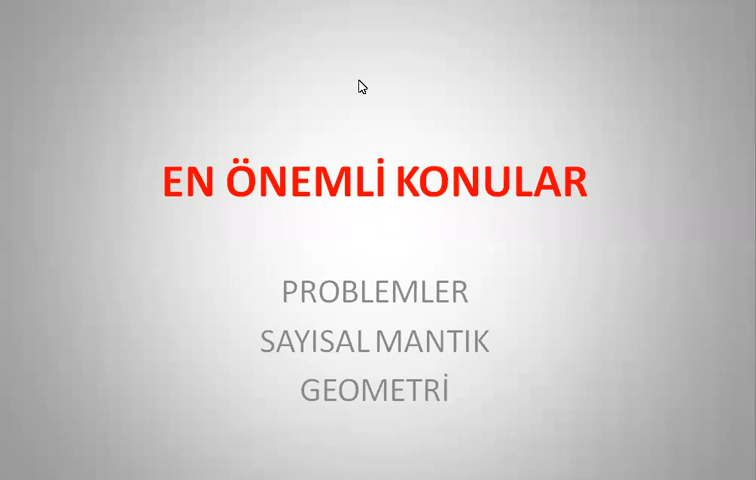 EN ÖNEMLİ KONULAR
PROBLEMLER
SAYISAL MANTIK
GEOMETRİ